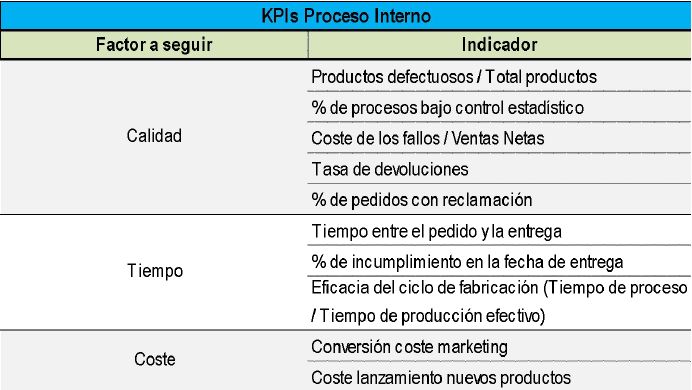 KPIs Proceso Interno
Factor a seguir
Indicador
Calidad
Productos defectuosos / Total productos
% de procesos bajo control estadístico
Coste de los fallos / Ventas Netas
Tasa de devoluciones
% de pedidos con reclamación
Tiempo
Tiempo entre el pedido y la entrega
% de incumplimiento en la fecha de entrega
Eficacia del ciclo de fabricación (Tiempo de proceso
/ Tiempo de producción efectivo)
Coste
Conversión coste marketing
Coste lanzamiento nuevos productos